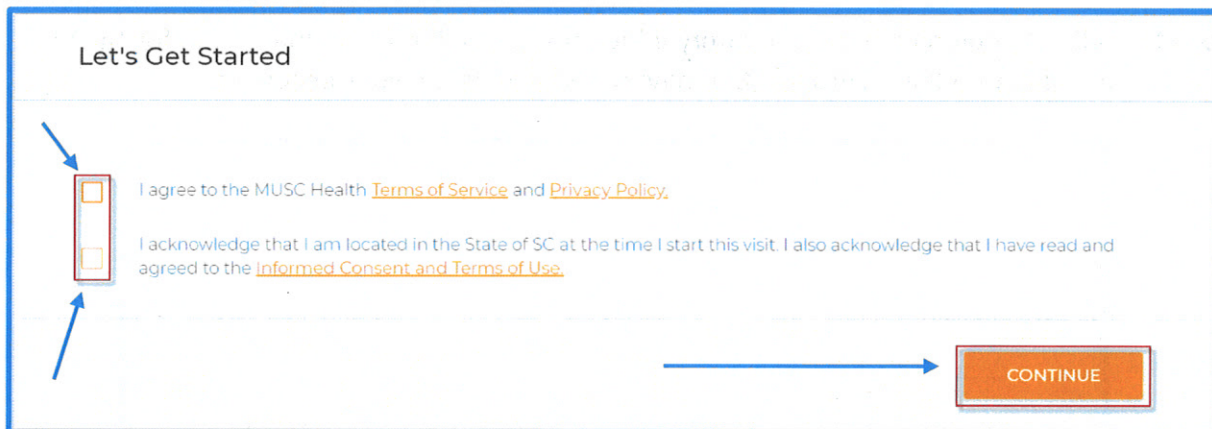 Let's Get Started
I agree to the MUSC Health Terms of Service and Privacy Policy.
I acknowledge that I am located in the State of SC at the time I start this visit. I also acknowledge that I have read and
agreed to the Informed Consent and Terms of Use.
CONTINUE